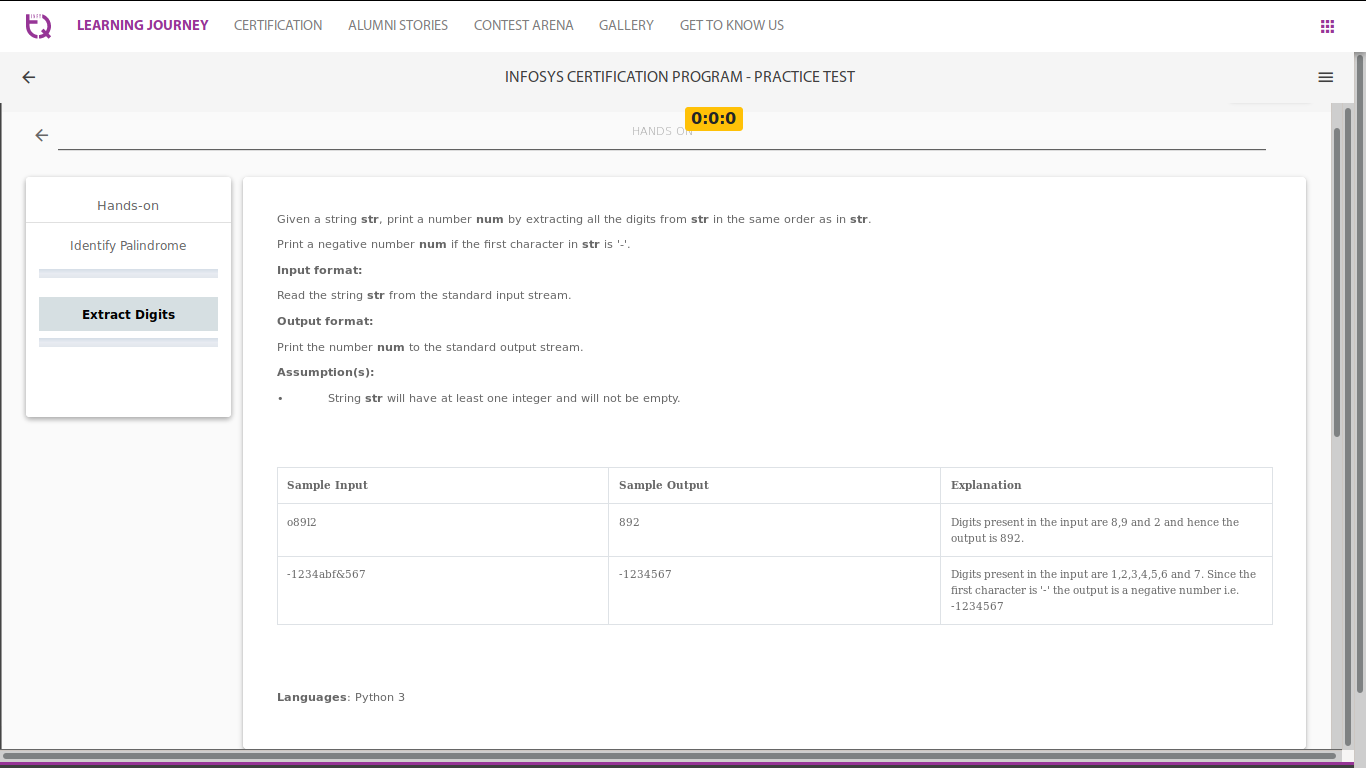 LEARNING JOURNEY CERTIFICATION ALUMNI STORIES CONTEST ARENA GALLERY GET TO KNOW US
INFOSYS CERTIFICATION PROGRAM - PRACTICE TEST
0:0:0
HANDS ON
Hands-on
Identify Palindrome
Extract Digits
Given a string str, print a number num by extracting all the digits from str in the same order as in str.
Print a negative number num if the first character in str is '-'.
Input format:
Read the string str from the standard input stream.
Output format:
Print the number num to the standard output stream.
Assumption(s):
• String str will have at least one integer and will not be empty.
Sample Input Sample Output Explanation
o89l2 892 Digits present in the input are 8,9 and 2 and hence the
output is 892.
-1234abf&567 -1234567 Digits present in the input are 1,2,3,4,5,6 and 7. Since the
first character is '-' the output is a negative number i.e.
-1234567
Languages: Python 3